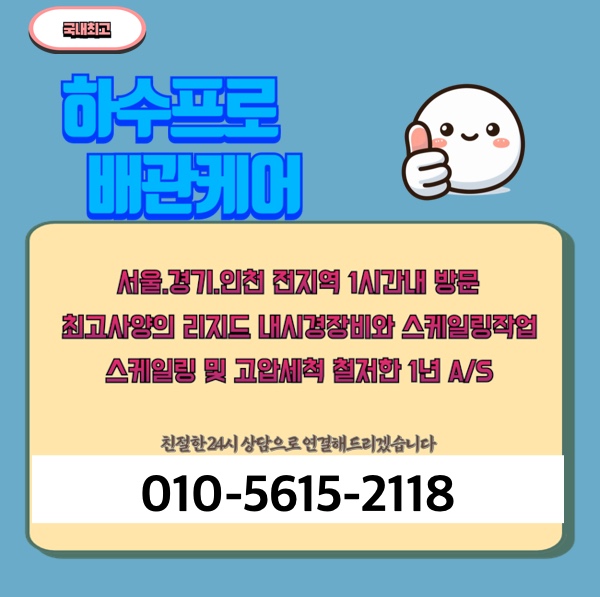 국내최고
하수프로
배관케어
서울.경기.인천 전지역 1시간내 방문
최고사양의 리지드 내시경장비와 스케일링작업
스케일링 및 고압세척 철저한 1년 A/S
친절한 24시 상담으로 연결해드리겠습니다
010-5615-2118